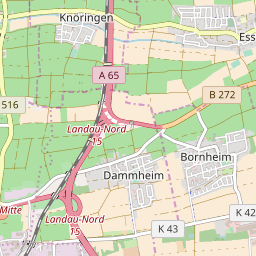 Knöringen
Ess
A 65
B 272
516
Landau-Nord
15
Bornheim
Dammheim
Mitte
Landau-Nord
15
K 42
K 43